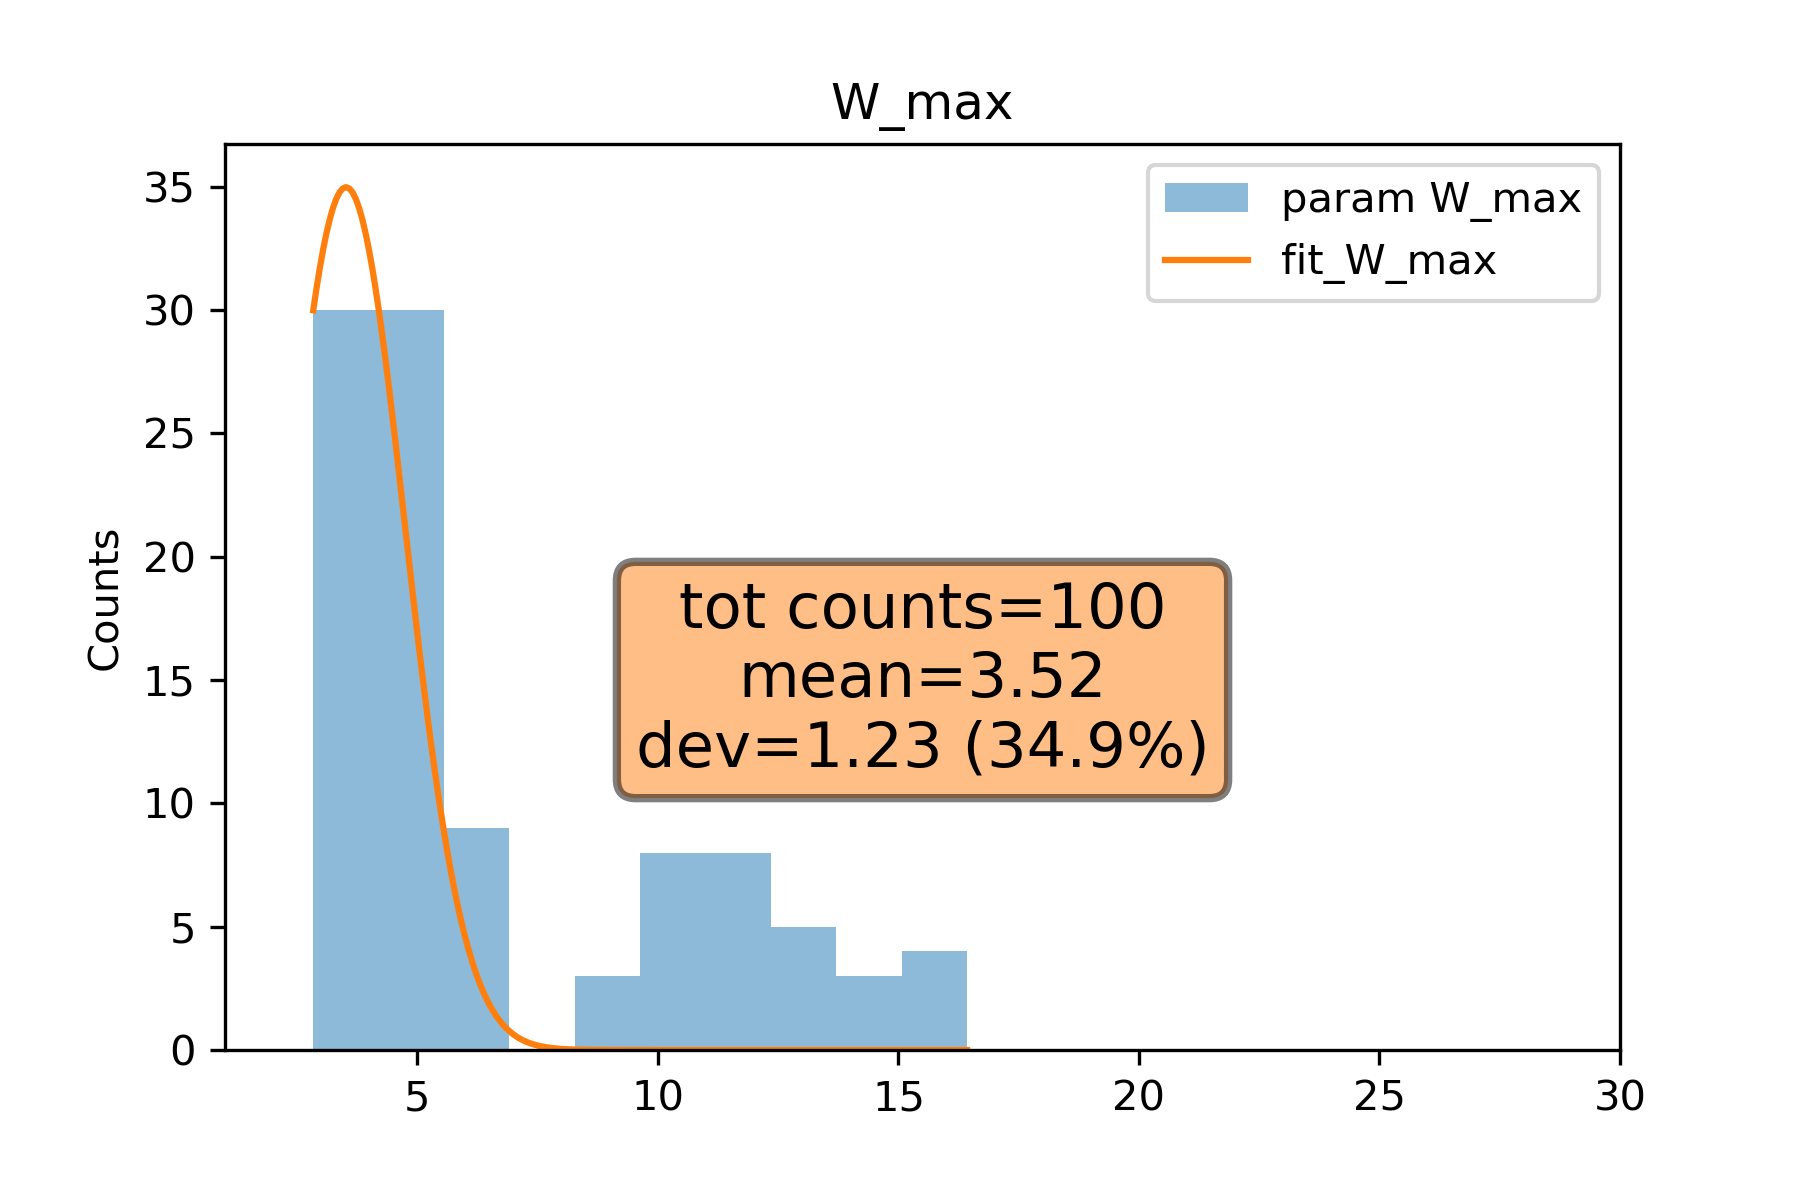 W_max
param W_max
fit_W_max
35
30
25
20
15
10
5
0
Counts
tot counts=100
mean=3.52
dev=1.23 (34.9%)
5 10 15 20 25 30